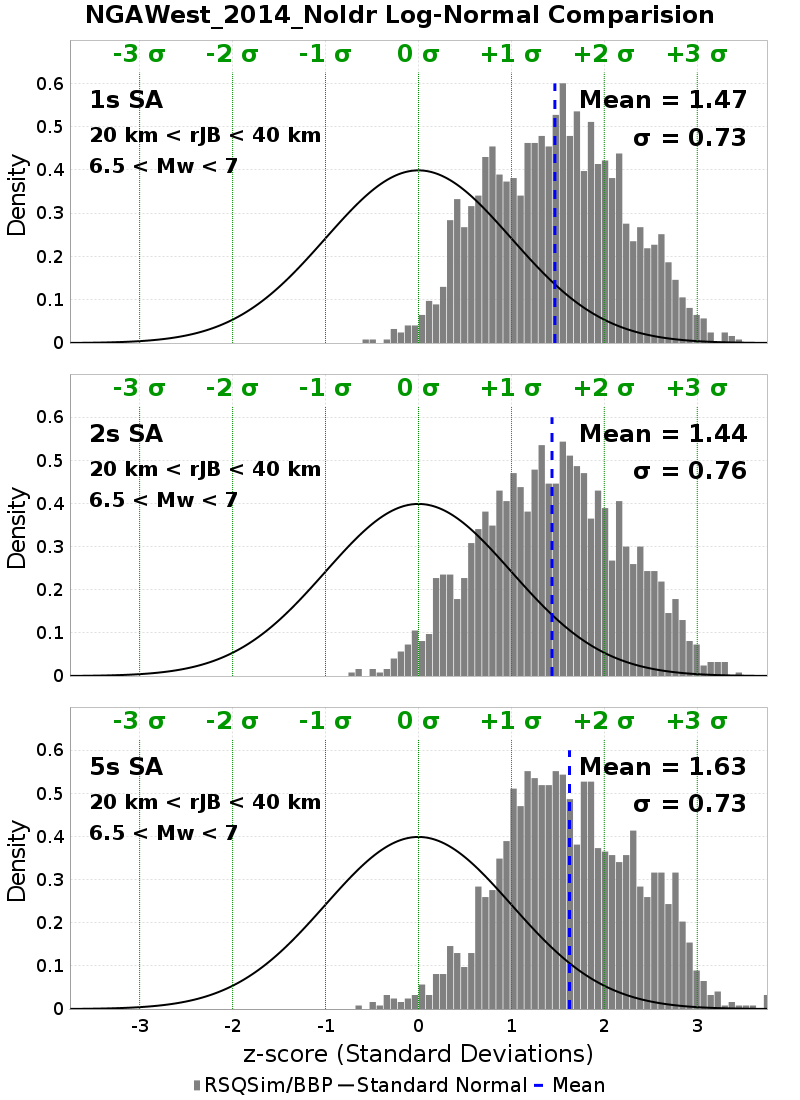 NGAWest_2014_NoIdr Log-Normal Comparision
-3 σ -2 σ -1 σ 0 σ +1 σ +2 σ +3 σ
0.6
1s SA Mean = 1.47
0.5
20 km < rJB < 40 km σ = 0.73
6.5 < Mw < 7
0.4
0.3
0.2
0.1
0
Density
-3 σ -2 σ -1 σ 0 σ +1 σ +2 σ +3 σ
0.6
2s SA Mean = 1.44
0.5
20 km < rJB < 40 km σ = 0.76
6.5 < Mw < 7
0.4
0.3
0.2
0.1
0
Density
-3 σ -2 σ -1 σ 0 σ +1 σ +2 σ +3 σ
0.6
5s SA Mean = 1.63
0.5
20 km < rJB < 40 km σ = 0.73
6.5 < Mw < 7
0.4
0.3
0.2
0.1
0
Density
-3 -2 -1 0 1 2 3
z-score (Standard Deviations)
RSQSim/BBP Standard Normal Mean